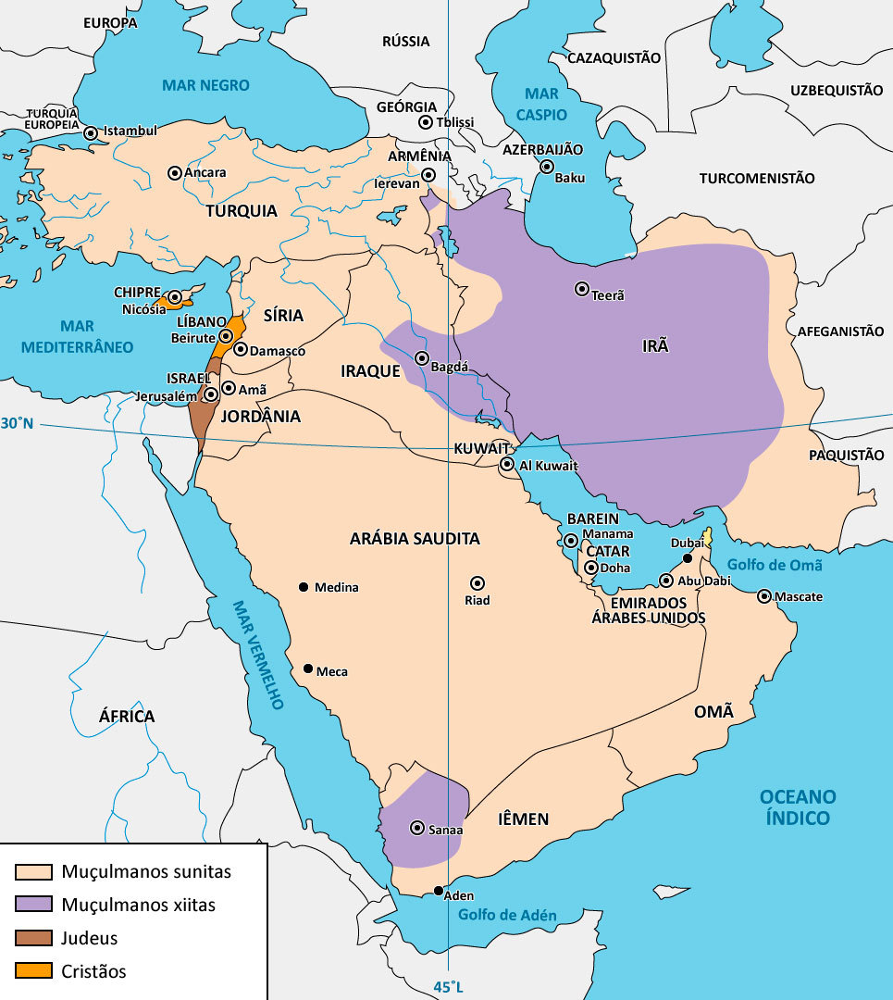 EUROPA
RÚSSIA
CAZAQUISTÃO
MAR NEGRO
MAR
CASPIO
UZBEQUISTÃO
GEÓRGIA
Tblissi
TURQUIA
EUROPEIA
Istambul
ARMÊNIA
Ierevan
AZERBAIJÃO
Baku
TURCOMENISTÃO
Ancara
TURQUIA
CHIPRE
Nicósia
Teerã
SÍRIA
LÍBANO
Beirute
MAR
MEDITERRÂNEO
Damasco
AFEGANISTÃO
IRÃ
IRAQUE
Bagdá
ISRAEL
Jerusalém
Amã
JORDÂNIA
30°N
KUWAIT
Al Kuwait
PAQUISTÃO
BAREIN
Manama
ARÁBIA SAUDITA
CATAR
Doha
Dubai
Golfo de Omã
Abu Dabi
Medina
Riad
Mascate
EMIRADOS
ÁRABES UNIDOS
MAR VERMELHO
Meca
ÁFRICA
OMÃ
OCEANO
ÍNDICO
IÊMEN
Sanaa
Aden
Golfo de Adén
45°L
Muçulmanos sunitas
Muçulmanos xiitas
Judeus
Cristãos